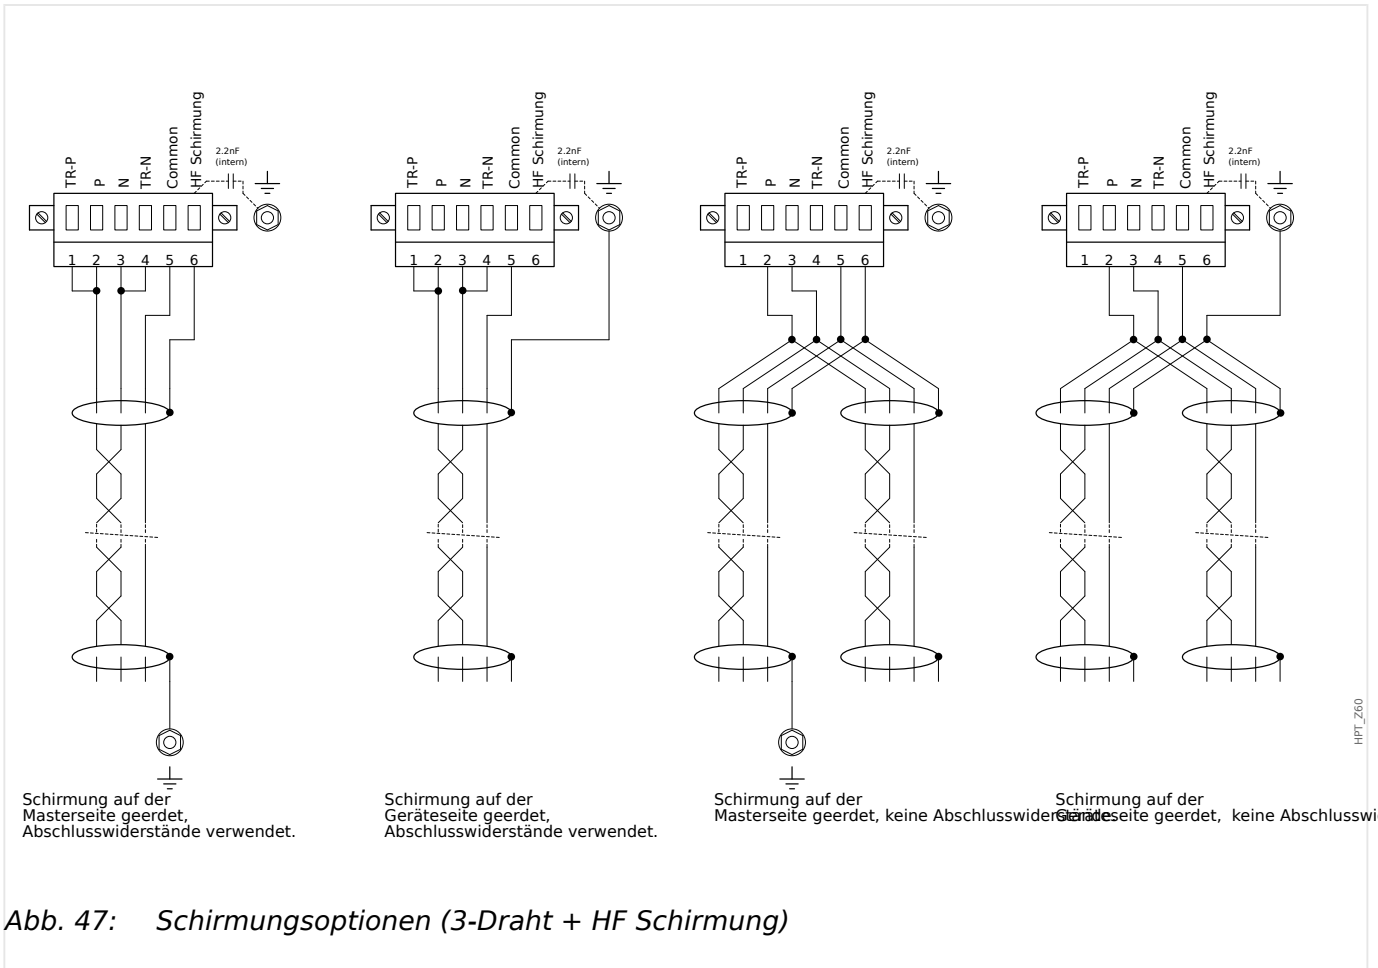 TR-P P N TR-N Common HF Schirmung
2.2nF
(intern)
1 2 3 4 5 6
Schirmung auf der
Masterseite geerdet,
Abschlusswiderstände verwendet.
TR-P P N TR-N Common HF Schirmung
2.2nF
(intern)
1 2 3 4 5 6
Schirmung auf der
Geräteseite geerdet,
Abschlusswiderstände verwendet.
TR-P P N TR-N Common HF Schirmung
2.2nF
(intern)
1 2 3 4 5 6
Schirmung auf der
Masterseite geerdet, keine Abschlusswiderstände.
TR-P P N TR-N Common HF Schirmung
2.2nF
(intern)
1 2 3 4 5 6
Schirmung auf der
Geräteseite geerdet, keine Abschlusswi
HPT_Z60
Abb. 47: Schirmungsoptionen (3-Draht + HF Schirmung)